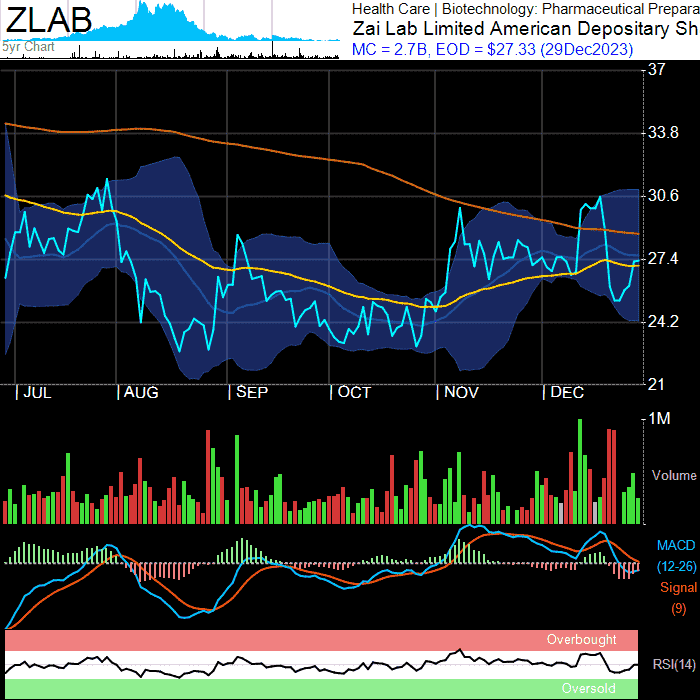 ZLAB
5yr Chart
Health Care | Biotechnology: Pharmaceutical Prepara
Zai Lab Limited American Depositary Sh
MC = 2.7B, EOD = $27.33 (29Dec2023)
37
33.8
30.6
27.4
24.2
21
JUL AUG SEP OCT NOV DEC
1M
Volume
MACD
(12-26)
Signal
(9)
Overbought
RSI(14)
Oversold